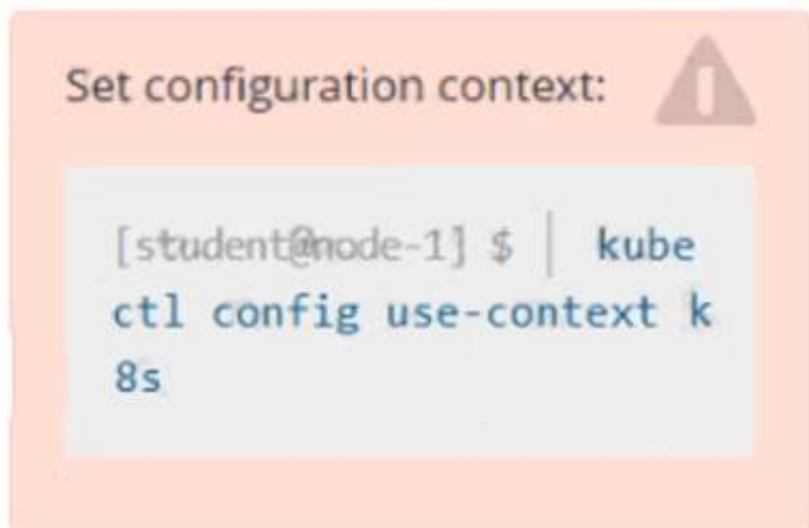 Set configuration context:
[student@node-1] $ | kube
ctl config use-context k
8s